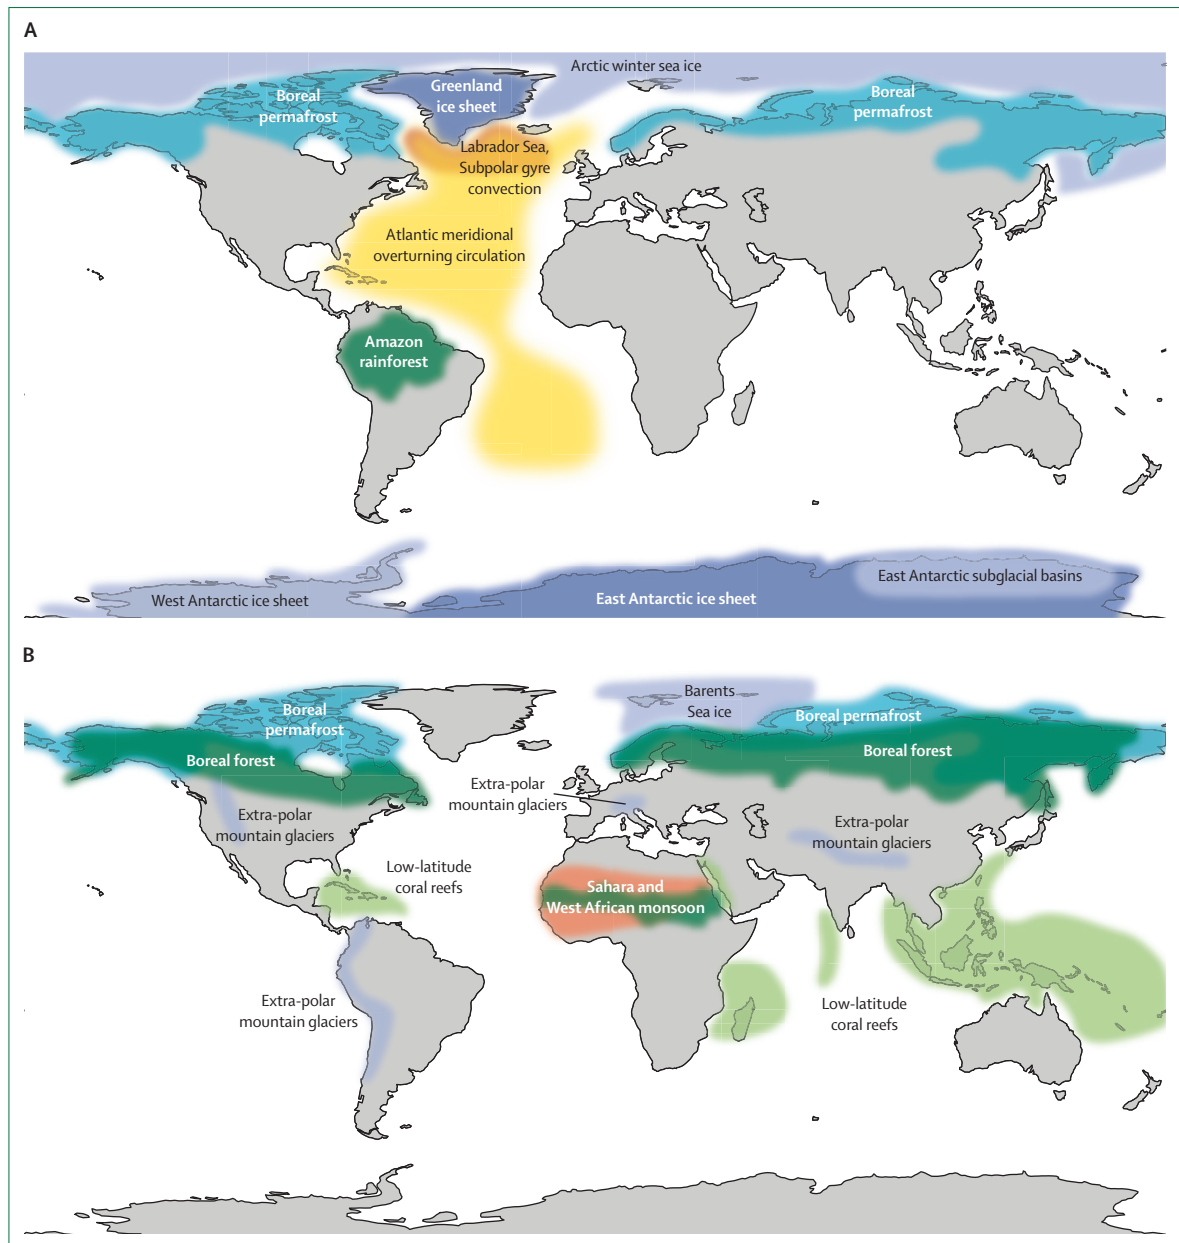 A
Arctic winter sea ice
Greenland
ice sheet
Boreal
permafrost
Boreal
permafrost
Labrador Sea,
Subpolar gyre
convection
Atlantic meridional
overturning circulation
Amazon
rainforest
West Antarctic ice sheet
East Antarctic ice sheet
East Antarctic subglacial basins
B
Barents
Sea ice
Boreal
permafrost
Boreal permafrost
Boreal forest
Boreal forest
Extra-polar
mountain glaciers
Extra-polar
mountain glaciers
Extra-polar
mountain glaciers
Low-latitude
coral reefs
Sahara and
West African monsoon
Extra-polar
mountain glaciers
Low-latitude
coral reefs